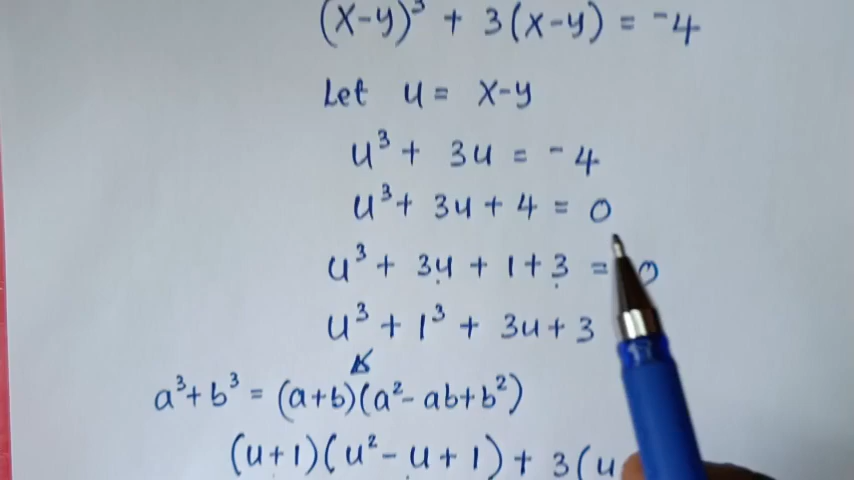 (x-y)³ + 3(x-y) = -4
Let u = x-y
u³ + 3u = -4
u³ + 3u + 4 = 0
u³ + 3u + 1 + 3 = 0
u³ + 1³ + 3u + 3
a³+b³ = (a+b)(a²-ab+b²)
(u+1)(u²-u+1) + 3(u